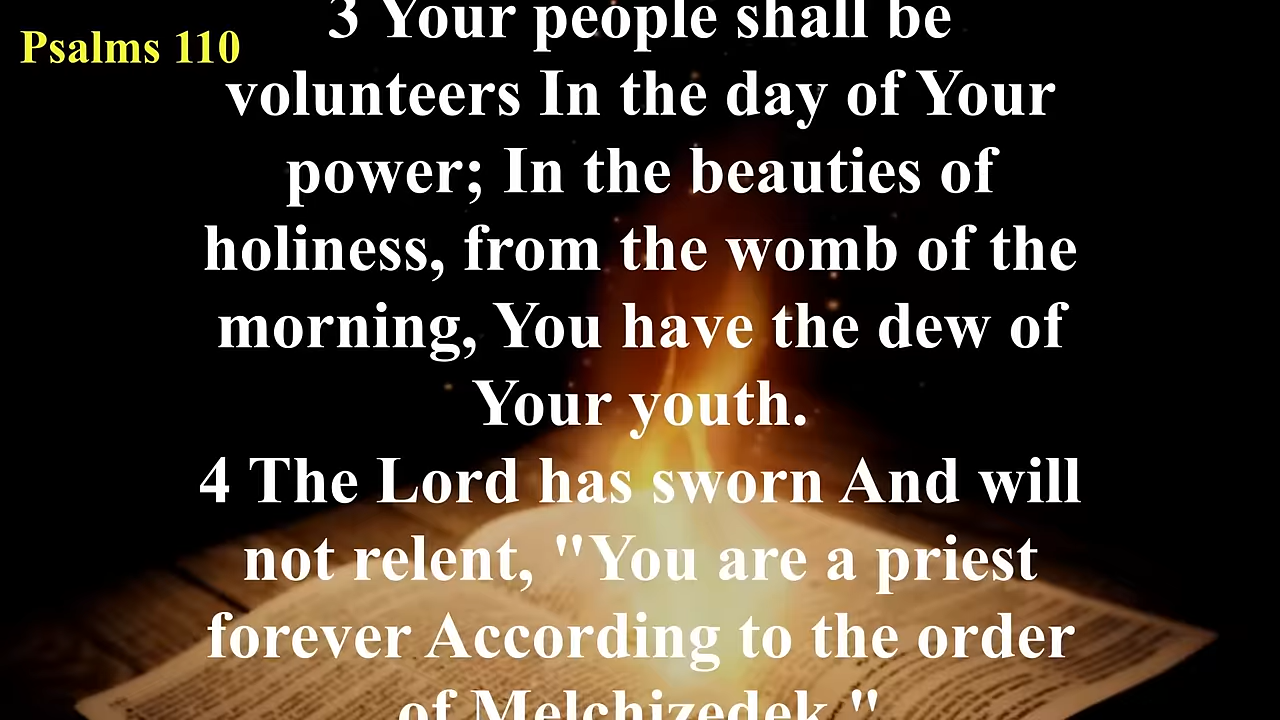 Psalms 110
3 Your people shall be
volunteers In the day of Your
power; In the beauties of
holiness, from the womb of the
morning, You have the dew of
Your youth.
4 The Lord has sworn And will
not relent, "You are a priest
forever According to the order
of Melchizedek."